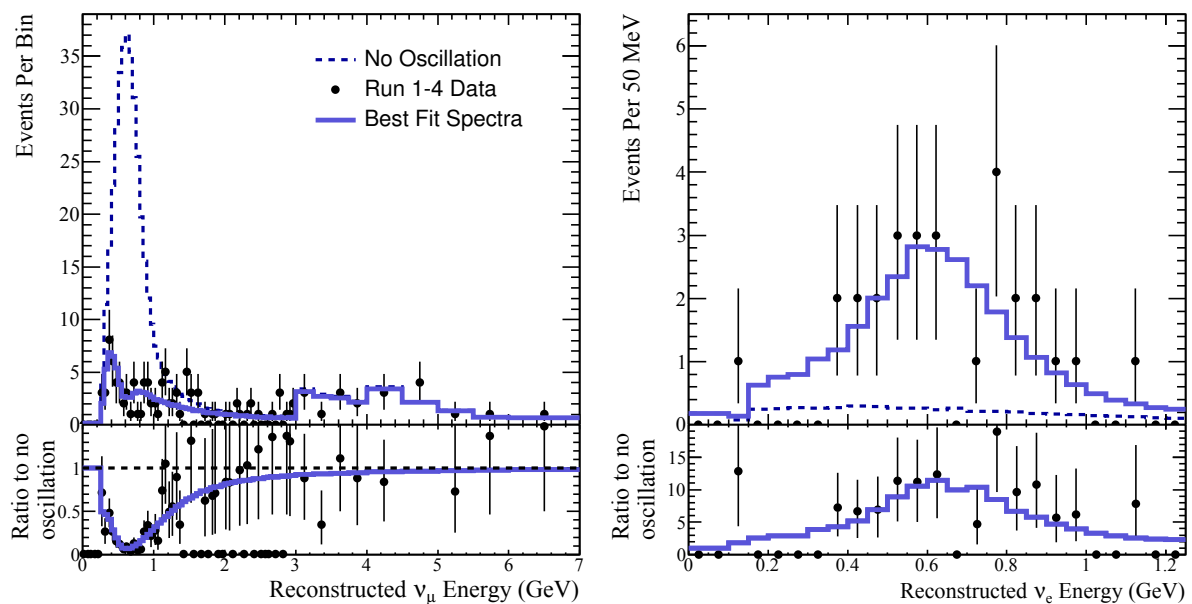 Events Per Bin
35
30
25
20
15
10
5
0
No Oscillation
Run 1-4 Data
Best Fit Spectra
Ratio to no
oscillation
0
1
0.5
0
0 1 2 3 4 5 6 7
Reconstructed νμ Energy (GeV)
Events Per 50 MeV
6
5
4
3
2
1
0
Ratio to no
oscillation
15
10
5
0
0.2 0.4 0.6 0.8 1 1.2
Reconstructed νe Energy (GeV)